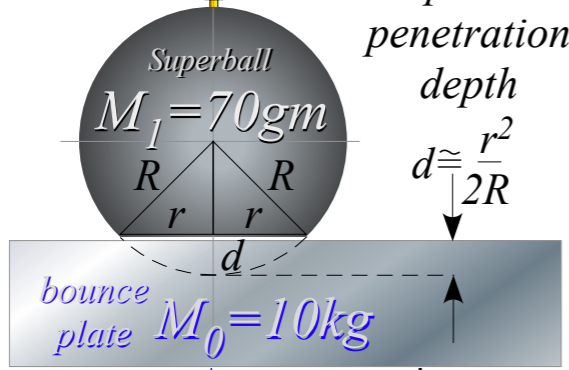 penetration
depth
d≅r²/2R
Superball
M₁=70gm
R R
r r
d
bounce
plate
M₀=10kg